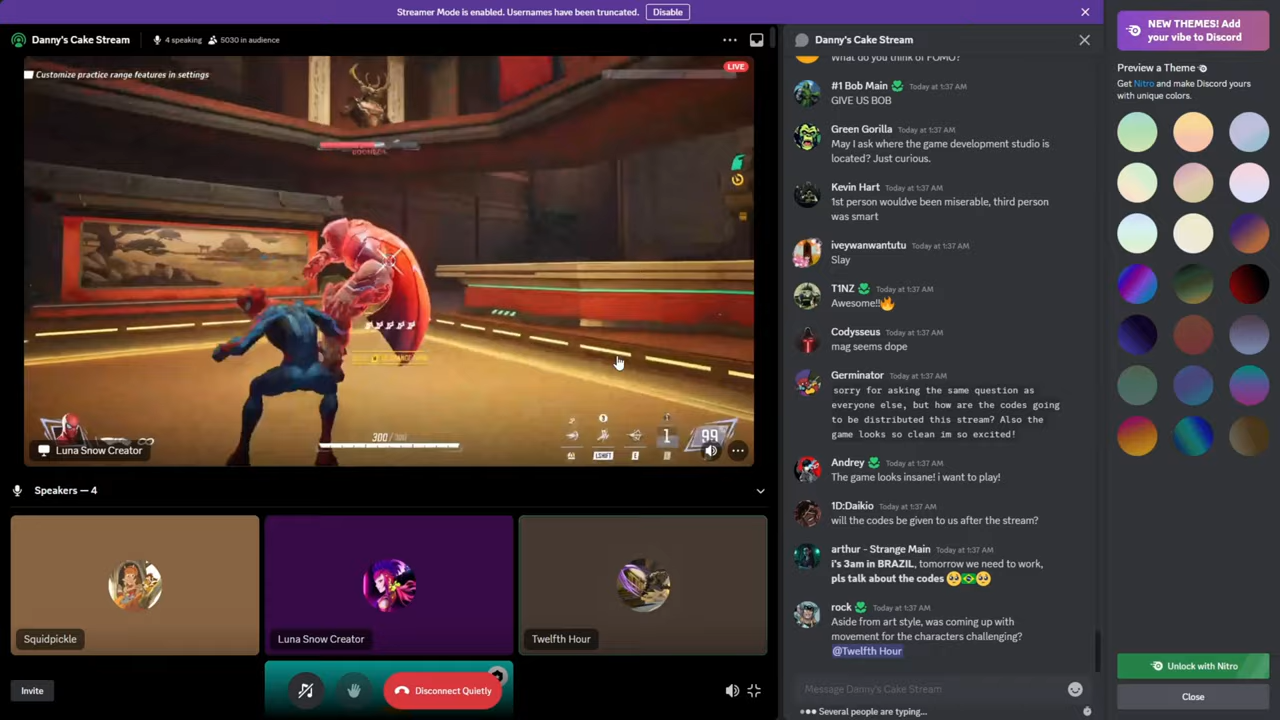 Streamer Mode is enabled. Usernames have been truncated.
Disable
Danny's Cake Stream
4 speaking
5030 in audience
Customize practice range features in settings
LIVE
300 /
LSHIFT
E
1
99
Luna Snow Creator
Speakers — 4
Squidpickle
Luna Snow Creator
Twelfth Hour
Invite
Disconnect Quietly
Danny's Cake Stream
What do you think of FOMO?
#1 Bob Main Today at 1:37 AM
GIVE US BOB
Green Gorilla Today at 1:37 AM
May I ask where the game development studio is
located? Just curious.
Kevin Hart Today at 1:37 AM
1st person wouldve been miserable, third person
was smart
iveywanwantutu Today at 1:37 AM
Slay
T1NZ Today at 1:37 AM
Awesome!!🔥
Codysseus Today at 1:37 AM
mag seems dope
Germinator Today at 1:37 AM
sorry for asking the same question as
everyone else, but how are the codes going
to be distributed this stream? Also the
game looks so clean im so excited!
Andrey Today at 1:37 AM
The game looks insane! i want to play!
1D:Daikio Today at 1:37 AM
will the codes be given to us after the stream?
arthur - Strange Main Today at 1:37 AM
i's 3am in BRAZIL, tomorrow we need to work,
pls talk about the codes 🥺🇧🇷🥺
rock Today at 1:37 AM
Aside from art style, was coming up with
movement for the characters challenging?
@Twelfth Hour
Message Danny's Cake Stream
Several people are typing...
NEW THEMES! Add
your vibe to Discord
Preview a Theme
Get Nitro and make Discord yours
with unique colors.
Unlock with Nitro
Close